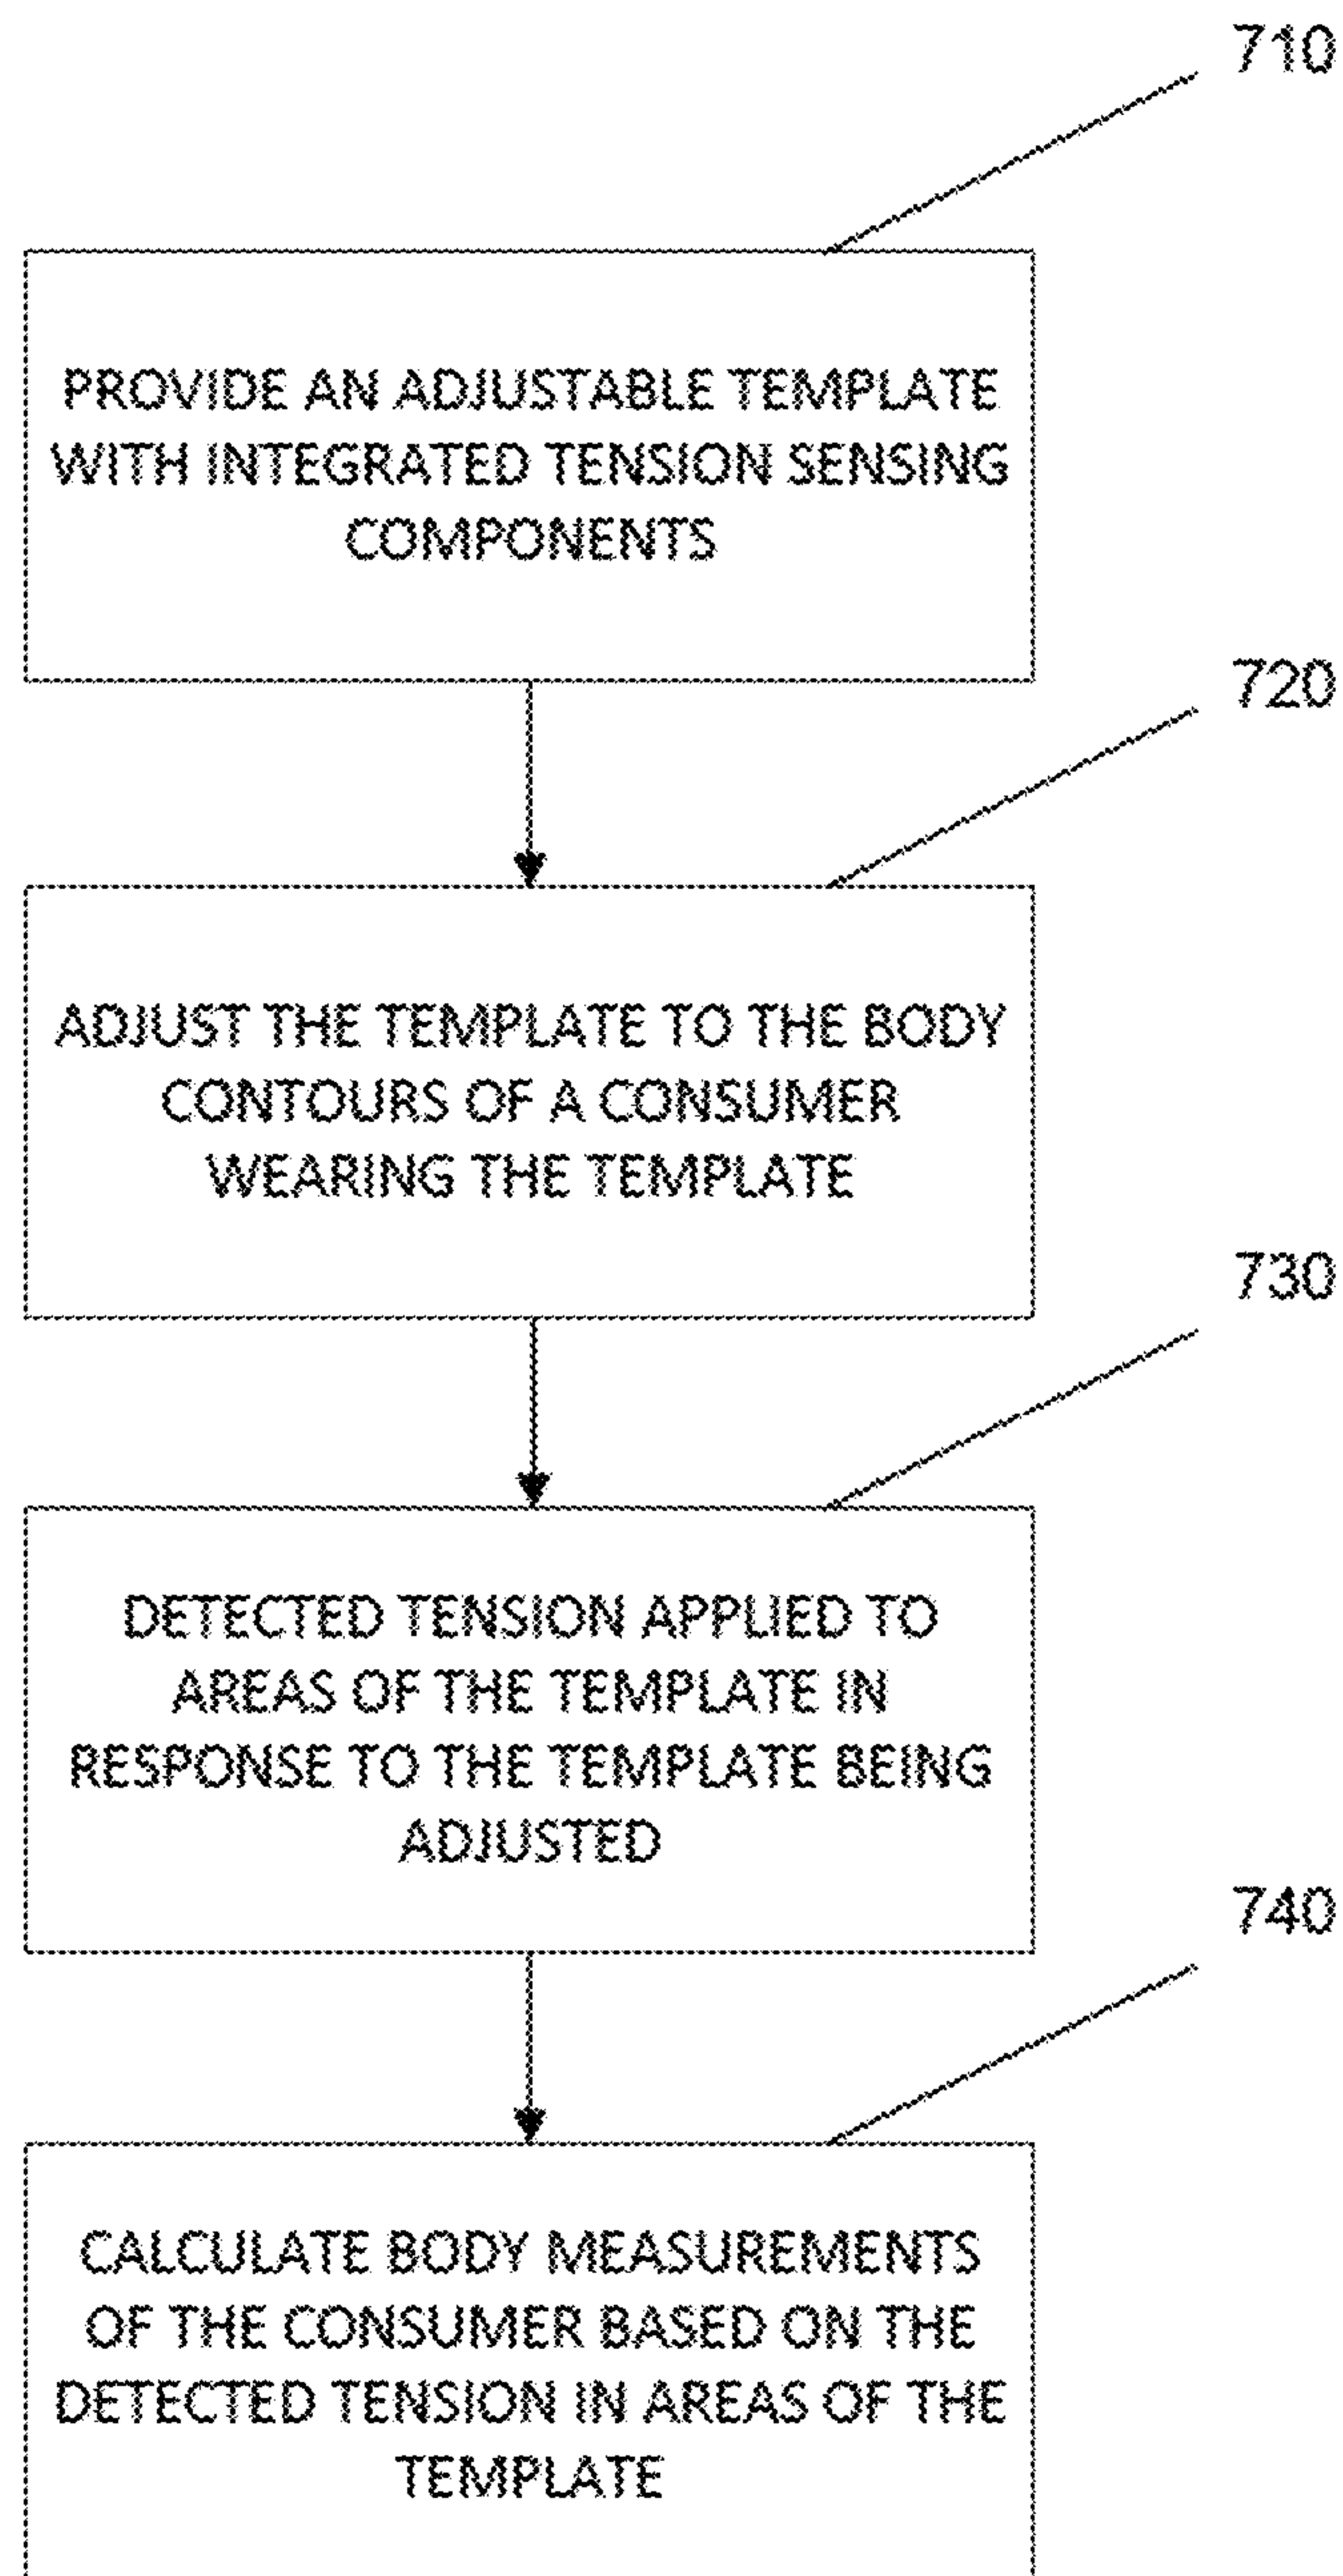 710
PROVIDE AN ADJUSTABLE TEMPLATE
WITH INTEGRATED TENSION SENSING
COMPONENTS
720
ADJUST THE TEMPLATE TO THE BODY
CONTOURS OF A CONSUMER
WEARING THE TEMPLATE
730
DETECTED TENSION APPLIED TO
AREAS OF THE TEMPLATE IN
RESPONSE TO THE TEMPLATE BEING
ADJUSTED
740
CALCULATE BODY MEASUREMENTS
OF THE CONSUMER BASED ON THE
DETECTED TENSION IN AREAS OF THE
TEMPLATE